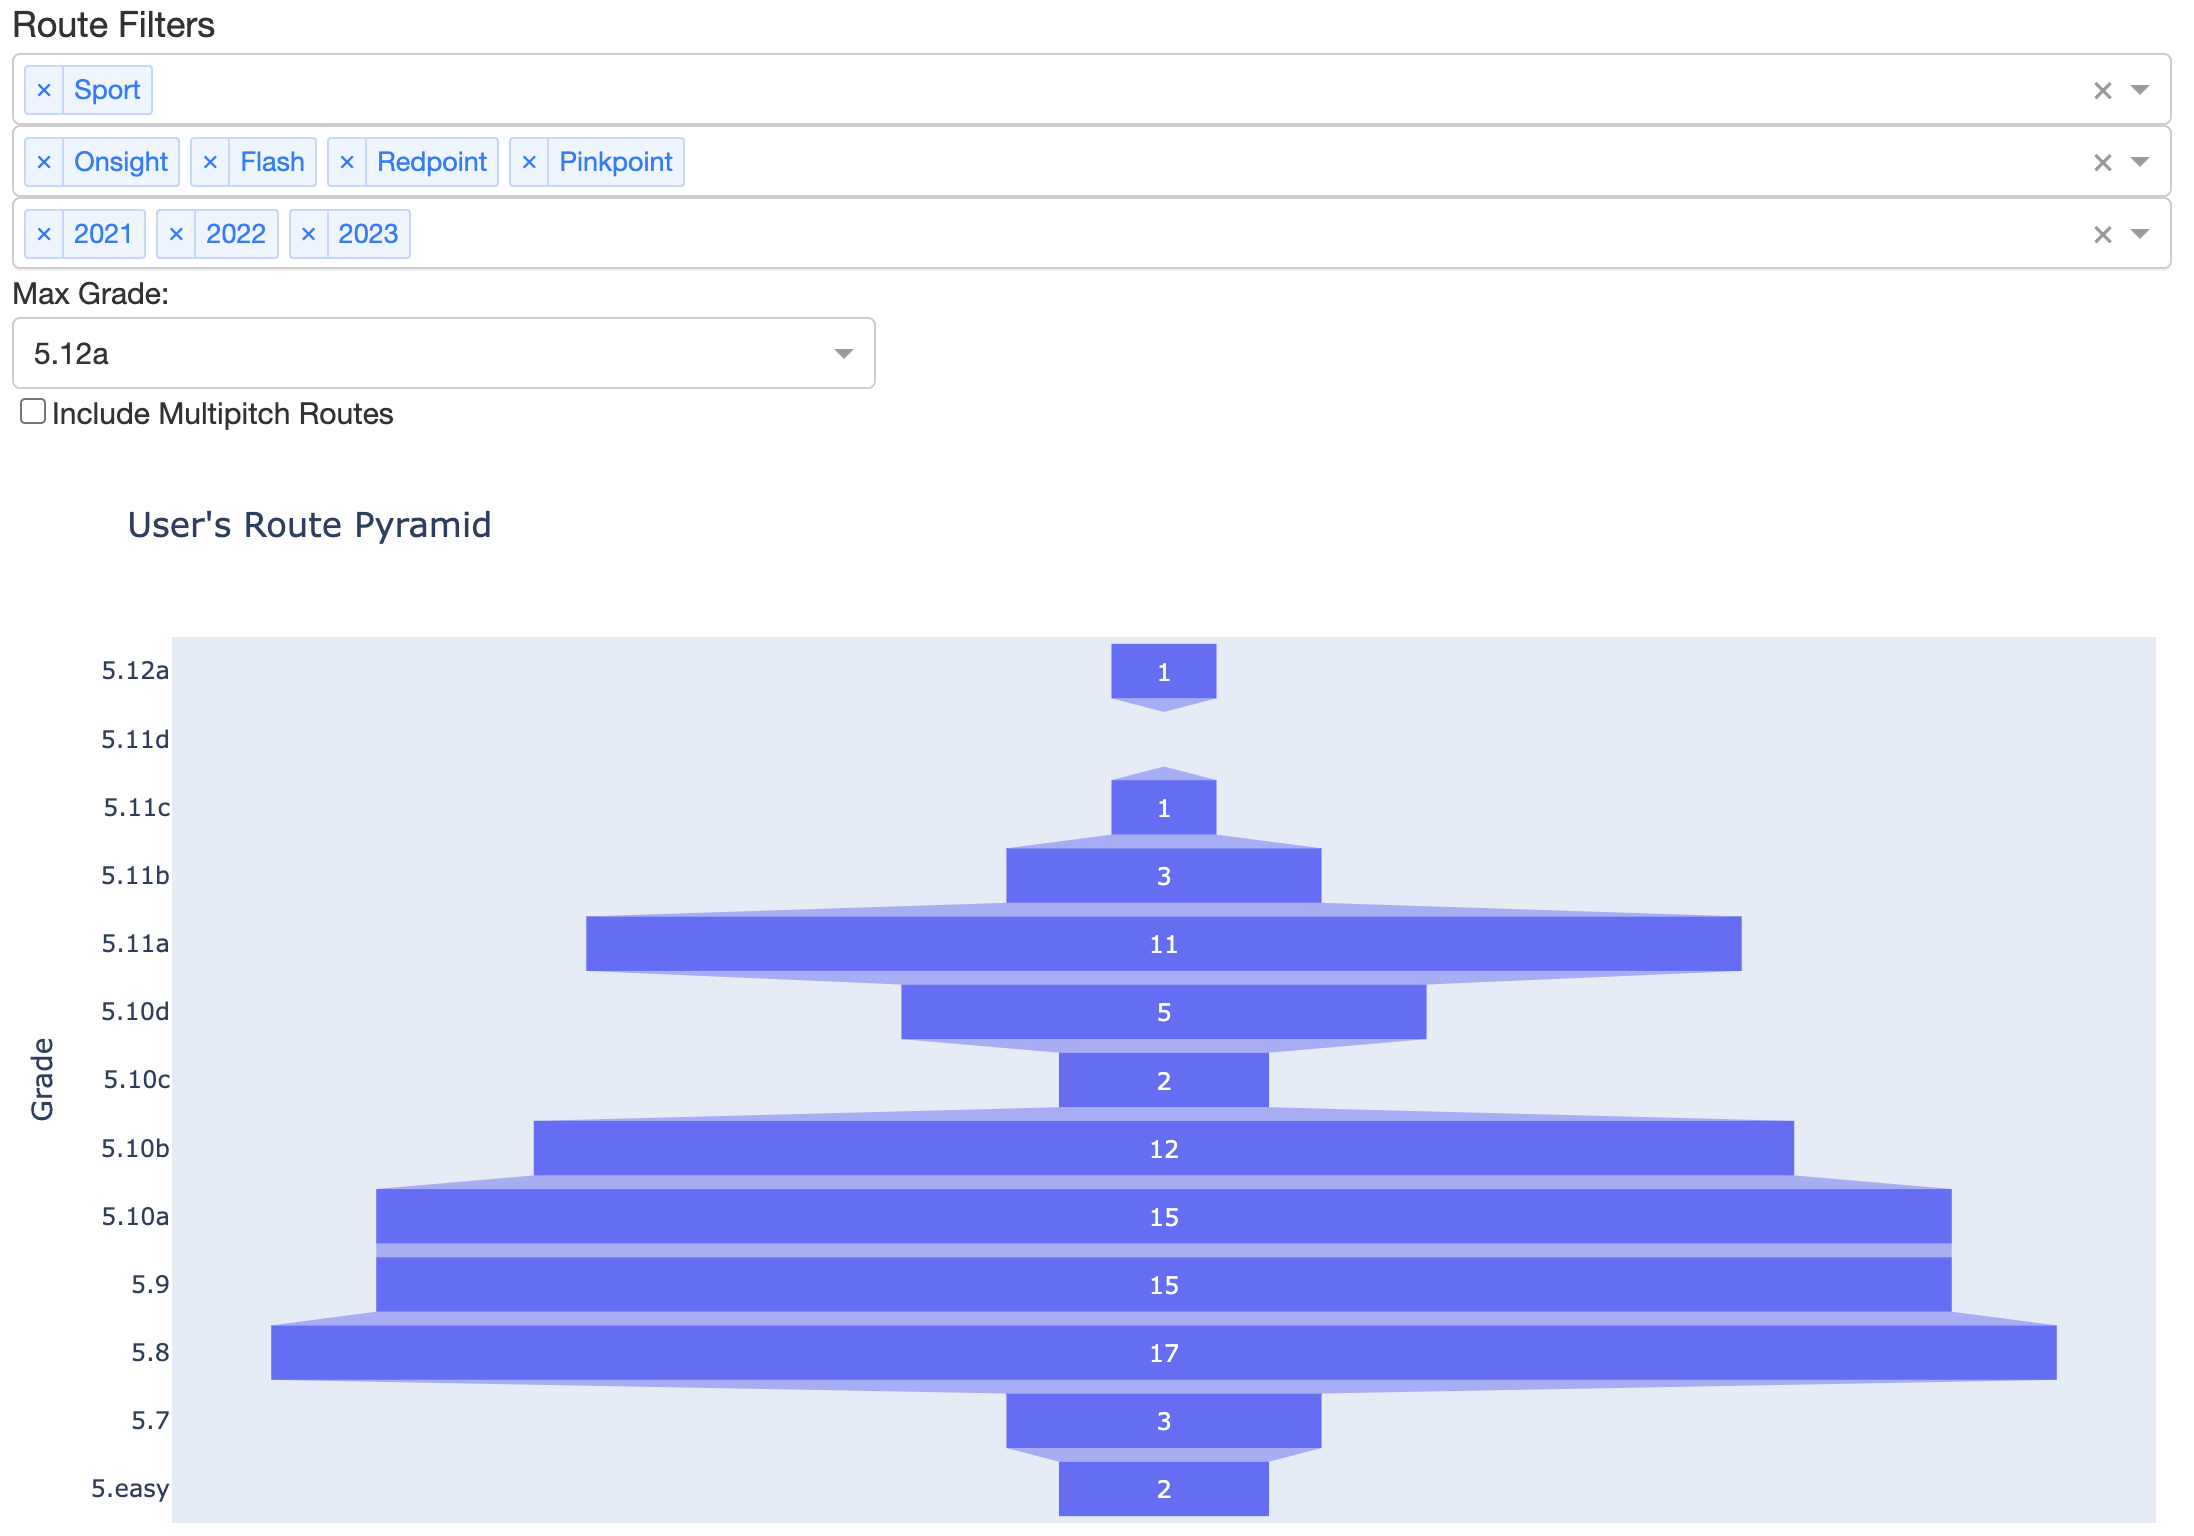 Route Filters
× Sport
× Onsight × Flash × Redpoint × Pinkpoint
× 2021 × 2022 × 2023
Max Grade:
5.12a
Include Multipitch Routes
User's Route Pyramid
Grade
5.12a 1
5.11d
5.11c 1
5.11b 3
5.11a 11
5.10d 5
5.10c 2
5.10b 12
5.10a 15
5.9 15
5.8 17
5.7 3
5.easy 2